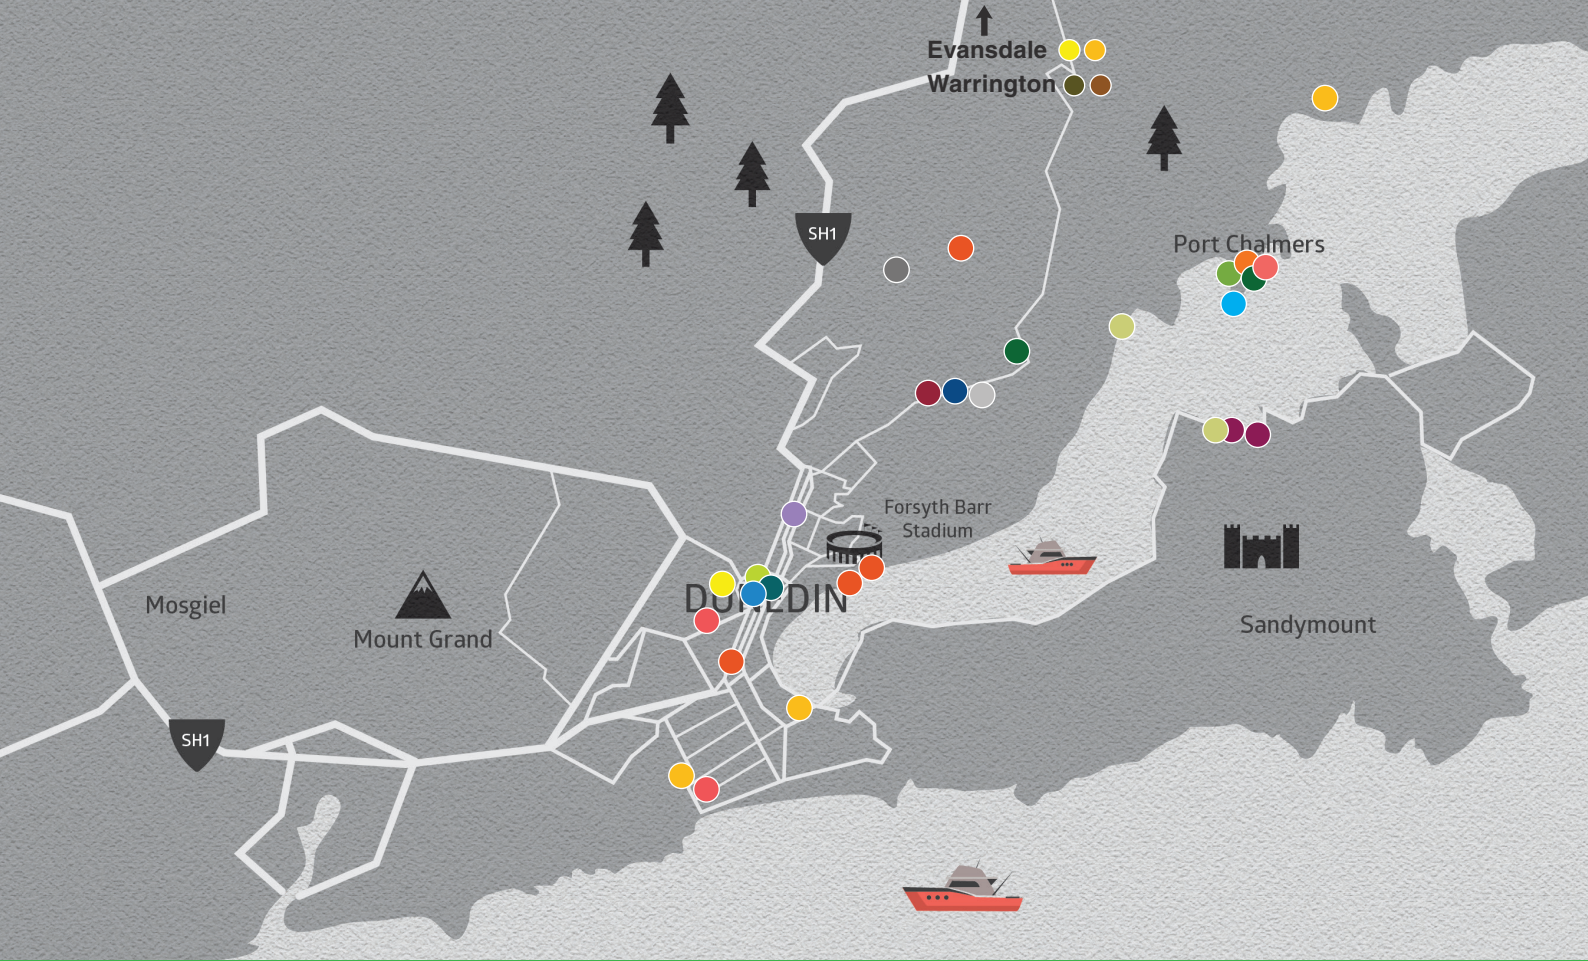 Evansdale
Warrington
SH1
Port Chalmers
Forsyth Barr
Stadium
DUNEDIN
Mosgiel
Mount Grand
Sandymount
SH1